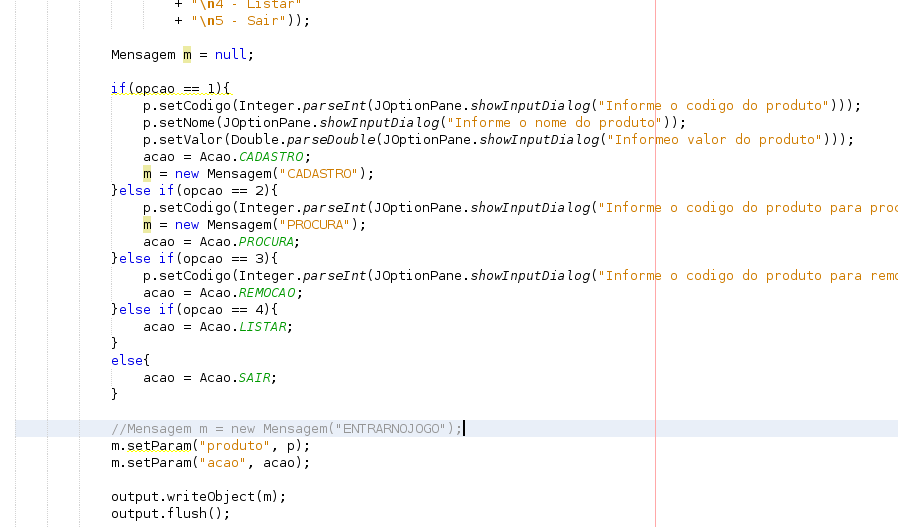 + "\n4 - Listar"
+ "\n5 - Sair"));
Mensagem m = null;
if(opcao == 1){
p.setCodigo(Integer.parseInt(JOptionPane.showInputDialog("Informe o codigo do produto")));
p.setNome(JOptionPane.showInputDialog("Informe o nome do produto"));
p.setValor(Double.parseDouble(JOptionPane.showInputDialog("Informeo valor do produto")));
acao = Acao.CADASTRO;
m = new Mensagem("CADASTRO");
}else if(opcao == 2){
p.setCodigo(Integer.parseInt(JOptionPane.showInputDialog("Informe o codigo do produto para proc
m = new Mensagem("PROCURA");
acao = Acao.PROCURA;
}else if(opcao == 3){
p.setCodigo(Integer.parseInt(JOptionPane.showInputDialog("Informe o codigo do produto para remo
acao = Acao.REMOCAO;
}else if(opcao == 4){
acao = Acao.LISTAR;
}
else{
acao = Acao.SAIR;
}
//Mensagem m = new Mensagem("ENTRARNOJOGO");
m.setParam("produto", p);
m.setParam("acao", acao);
output.writeObject(m);
output.flush();